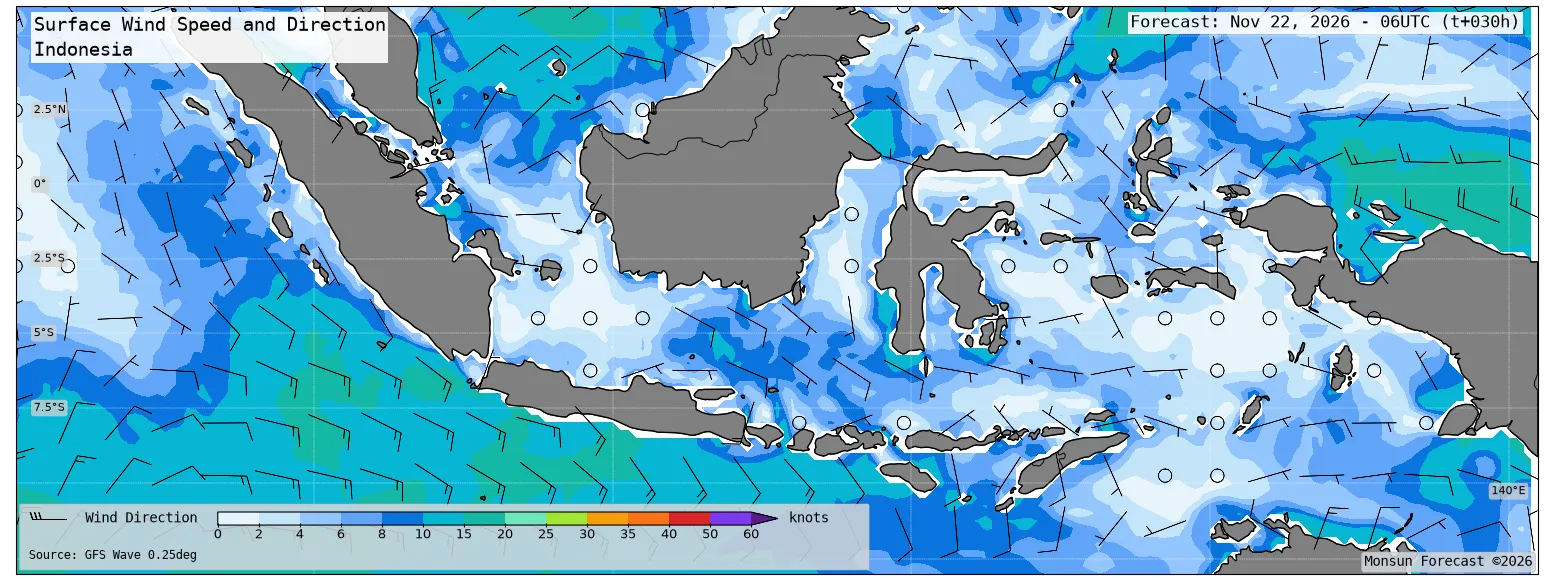 Surface Wind Speed and Direction
Indonesia
Forecast: Nov 22, 2026 - 06UTC (t+030h)
2.5°N
0°
2.5°S
5°S
7.5°S
140°E
Wind Direction
knots
0 2 4 6 8 10 15 20 25 30 35 40 50 60
Source: GFS Wave 0.25deg
Monsun Forecast ©2026